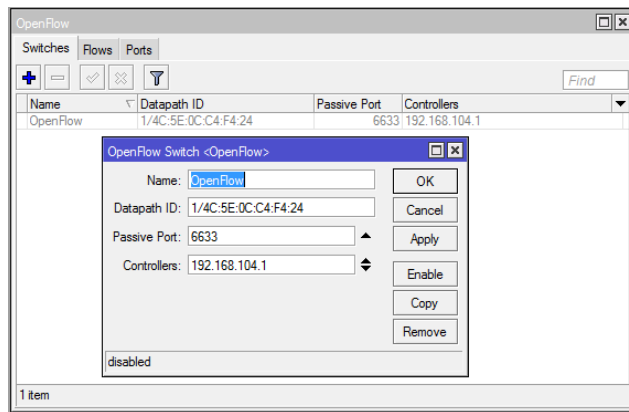 OpenFlow
Switches Flows Ports
Find
Name Datapath ID Passive Port Controllers
OpenFlow 1/4C:5E:0C:C4:F4:24 6633 192.168.104.1
OpenFlow Switch <OpenFlow>
Name: OpenFlow OK
Datapath ID: 1/4C:5E:0C:C4:F4:24 Cancel
Passive Port: 6633 Apply
Controllers: 192.168.104.1 Enable
Copy
Remove
disabled
1 item